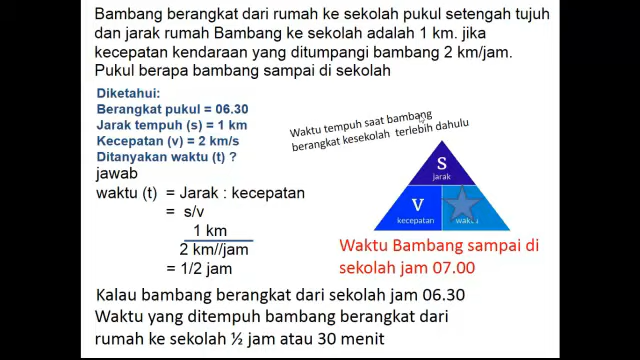 Bambang berangkat dari rumah ke sekolah pukul setengah tujuh
dan jarak rumah Bambang ke sekolah adalah 1 km. jika
kecepatan kendaraan yang ditumpangi bambang 2 km/jam.
Pukul berapa bambang sampai di sekolah
Diketahui:
Berangkat pukul = 06.30
Jarak tempuh (s) = 1 km
Kecepatan (v) = 2 km/s
Ditanyakan waktu (t) ?
jawab
waktu (t) = Jarak : kecepatan
= s/v
1 km
2 km//jam
= 1/2 jam
Waktu tempuh saat bambang
berangkat kesekolah terlebih dahulu
S
jarak
V
kecepatan
waktu
Waktu Bambang sampai di
sekolah jam 07.00
Kalau bambang berangkat dari sekolah jam 06.30
Waktu yang ditempuh bambang berangkat dari
rumah ke sekolah ½ jam atau 30 menit